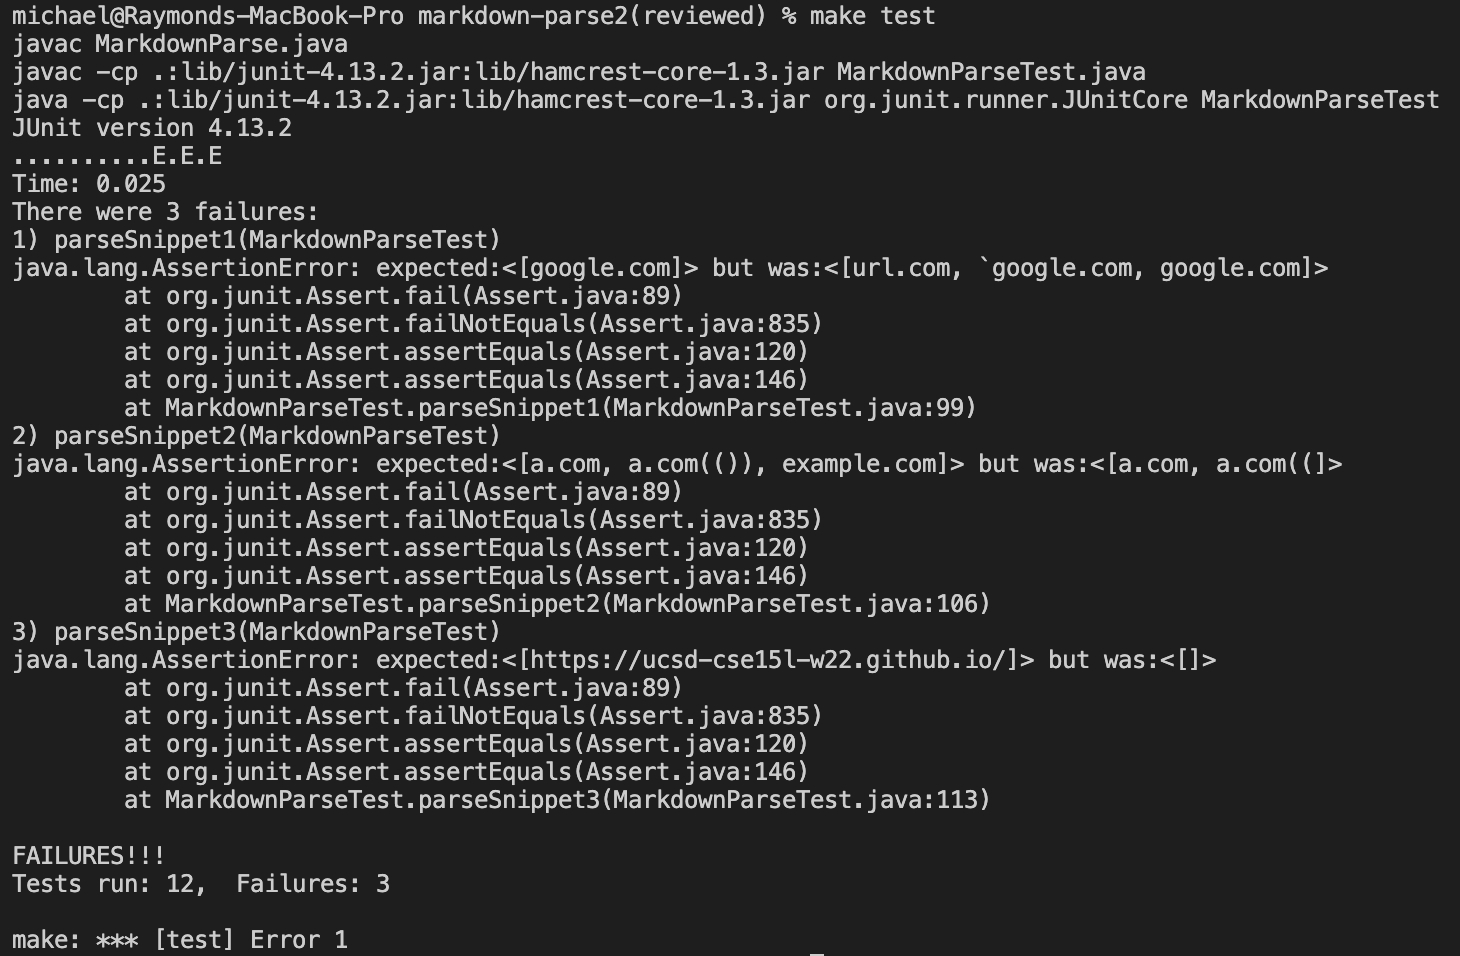 michael@Raymonds-MacBook-Pro markdown-parse2(reviewed) % make test
javac MarkdownParse.java
javac -cp .:lib/junit-4.13.2.jar:lib/hamcrest-core-1.3.jar MarkdownParseTest.java
java -cp .:lib/junit-4.13.2.jar:lib/hamcrest-core-1.3.jar org.junit.runner.JUnitCore MarkdownParseTest
JUnit version 4.13.2
..........E.E.E
Time: 0.025
There were 3 failures:
1) parseSnippet1(MarkdownParseTest)
java.lang.AssertionError: expected:<[google.com]> but was:<[url.com, `google.com, google.com]>
        at org.junit.Assert.fail(Assert.java:89)
        at org.junit.Assert.failNotEquals(Assert.java:835)
        at org.junit.Assert.assertEquals(Assert.java:120)
        at org.junit.Assert.assertEquals(Assert.java:146)
        at MarkdownParseTest.parseSnippet1(MarkdownParseTest.java:99)
2) parseSnippet2(MarkdownParseTest)
java.lang.AssertionError: expected:<[a.com, a.com(()), example.com]> but was:<[a.com, a.com((]>
        at org.junit.Assert.fail(Assert.java:89)
        at org.junit.Assert.failNotEquals(Assert.java:835)
        at org.junit.Assert.assertEquals(Assert.java:120)
        at org.junit.Assert.assertEquals(Assert.java:146)
        at MarkdownParseTest.parseSnippet2(MarkdownParseTest.java:106)
3) parseSnippet3(MarkdownParseTest)
java.lang.AssertionError: expected:<[https://ucsd-cse15l-w22.github.io/]> but was:<[]>
        at org.junit.Assert.fail(Assert.java:89)
        at org.junit.Assert.failNotEquals(Assert.java:835)
        at org.junit.Assert.assertEquals(Assert.java:120)
        at org.junit.Assert.assertEquals(Assert.java:146)
        at MarkdownParseTest.parseSnippet3(MarkdownParseTest.java:113)

FAILURES!!!
Tests run: 12,  Failures: 3

make: *** [test] Error 1